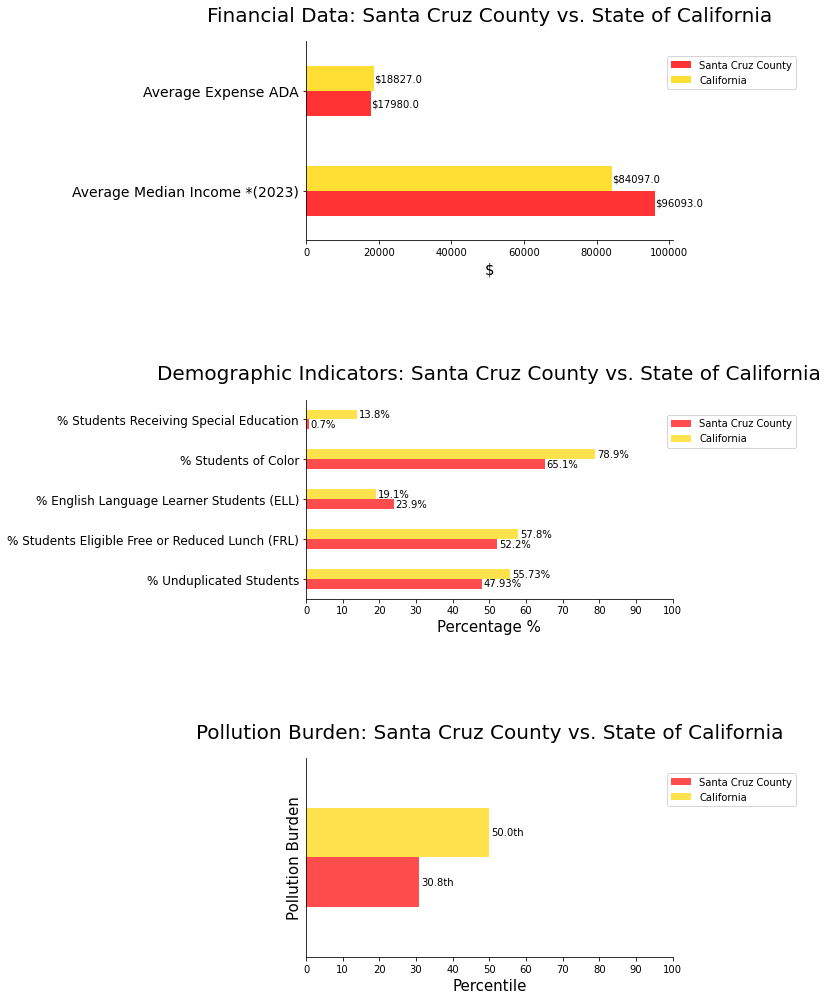 Financial Data: Santa Cruz County vs. State of California
Santa Cruz County
California
Average Expense ADA
$18827.0
$17980.0
Average Median Income *(2023)
$84097.0
$96093.0
0 20000 40000 60000 80000 100000
$
Demographic Indicators: Santa Cruz County vs. State of California
Santa Cruz County
California
% Students Receiving Special Education
13.8%
0.7%
% Students of Color
78.9%
65.1%
% English Language Learner Students (ELL)
19.1%
23.9%
% Students Eligible Free or Reduced Lunch (FRL)
57.8%
52.2%
% Unduplicated Students
55.73%
47.93%
0 10 20 30 40 50 60 70 80 90 100
Percentage %
Pollution Burden: Santa Cruz County vs. State of California
Santa Cruz County
California
Pollution Burden
50.0th
30.8th
0 10 20 30 40 50 60 70 80 90 100
Percentile